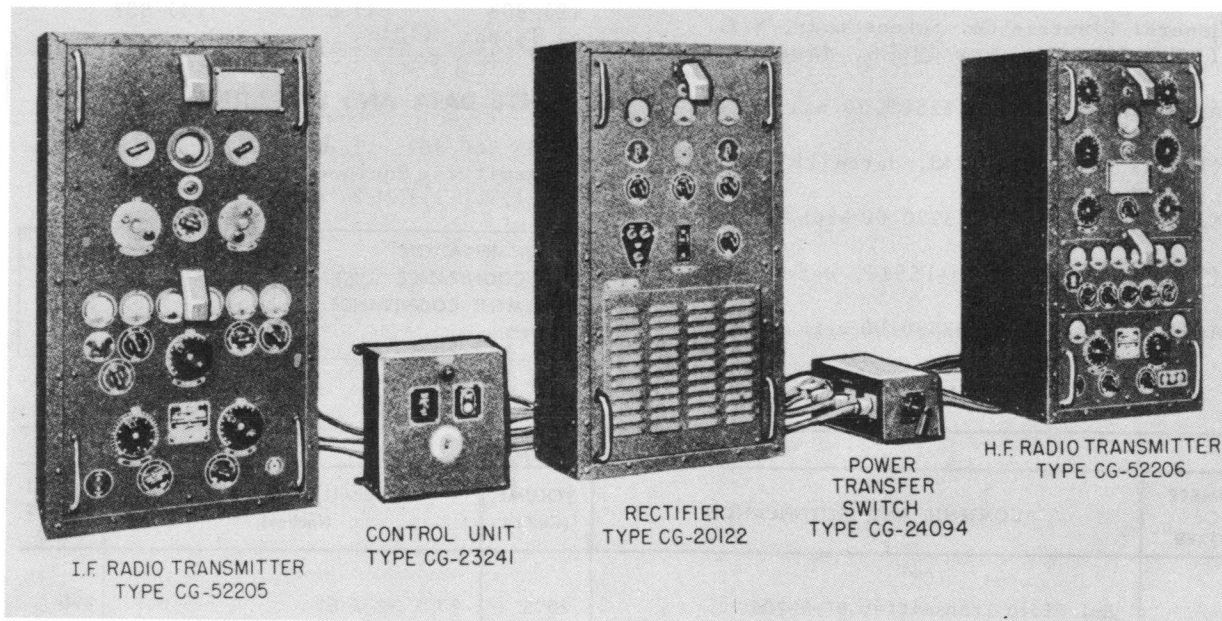 I.F. RADIO TRANSMITTER
TYPE CG-52205
CONTROL UNIT
TYPE CG-23241
RECTIFIER
TYPE CG-20122
POWER
TRANSFER
SWITCH
TYPE CG-24094
H.F. RADIO TRANSMITTER
TYPE CG-52206